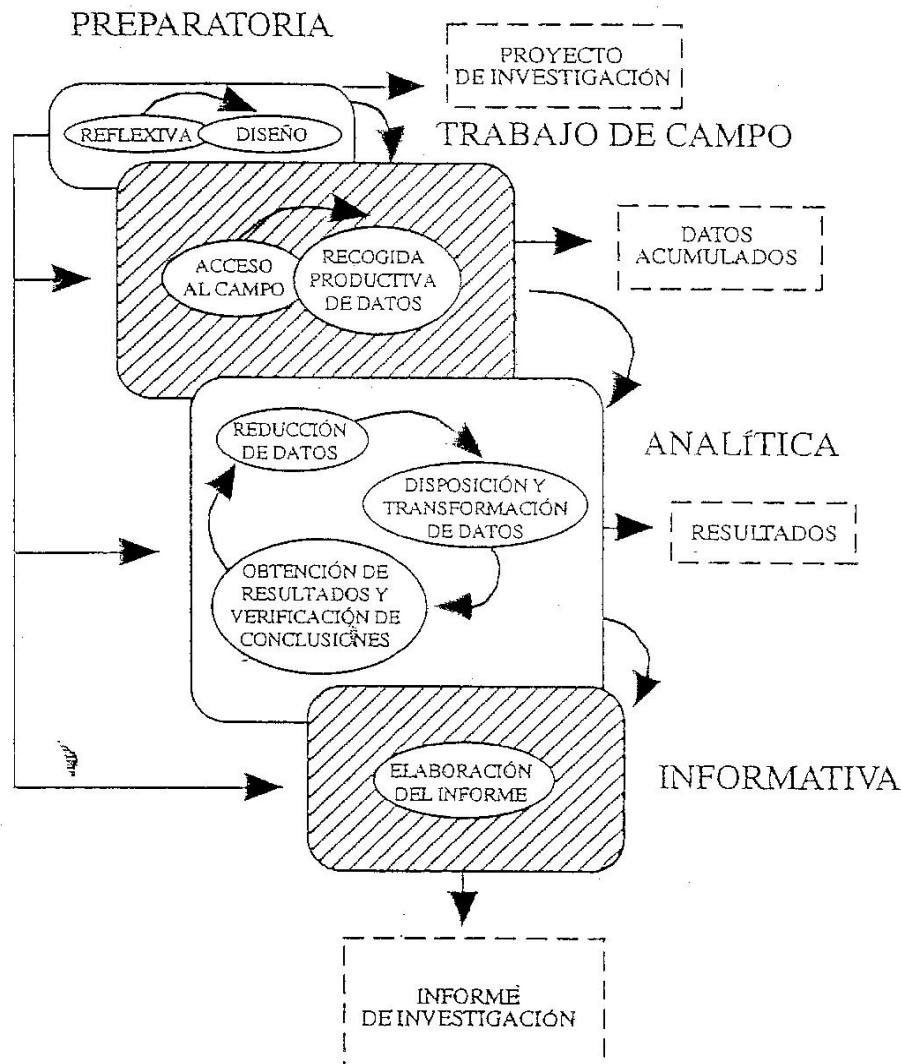 PREPARATORIA
PROYECTO
DE INVESTIGACIÓN
REFLEXIVA
DISEÑO
TRABAJO DE CAMPO
ACCESO
AL CAMPO
RECOGIDA
PRODUCTIVA
DE DATOS
DATOS
ACUMULADOS
REDUCCIÓN
DE DATOS
ANALÍTICA
DISPOSICIÓN Y
TRANSFORMACIÓN
DE DATOS
RESULTADOS
OBTENCIÓN DE
RESULTADOS Y
VERIFICACIÓN DE
CONCLUSIONES
ELABORACIÓN
DEL INFORME
INFORMATIVA
INFORME
DE INVESTIGACIÓN